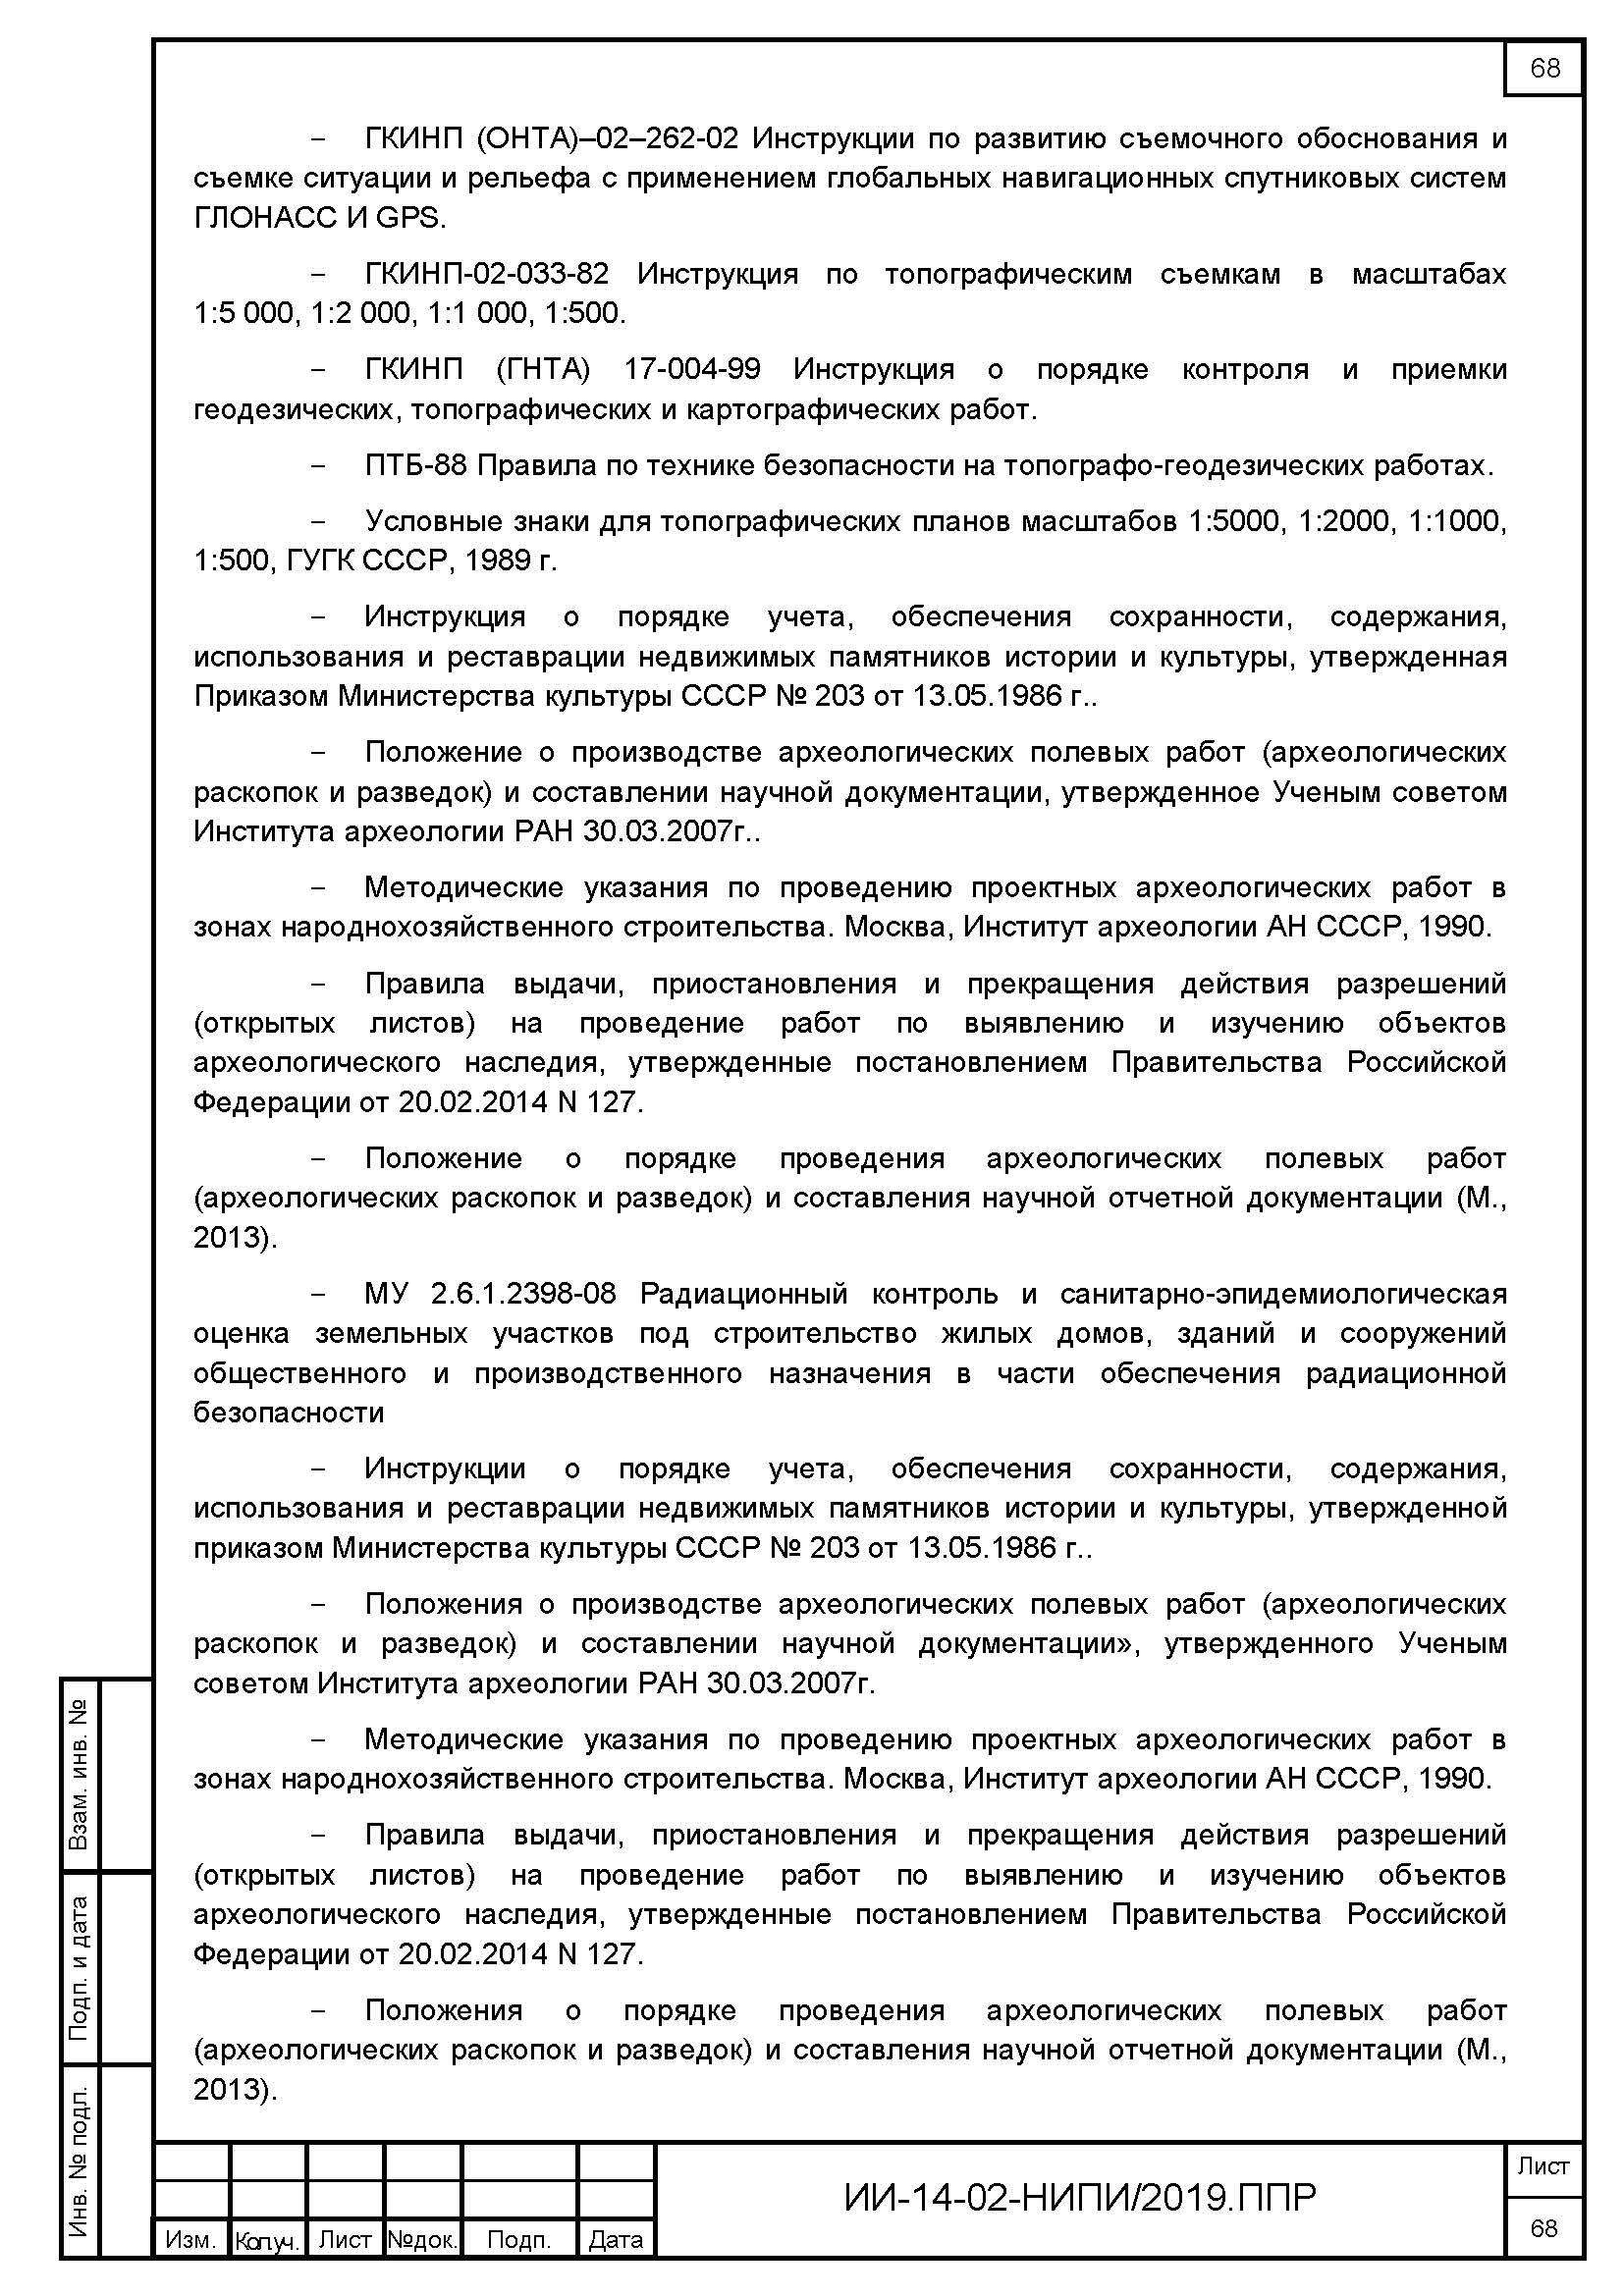 68
– ГКИНП (ОНТА)–02–262-02 Инструкции по развитию съемочного обоснования и
съемке ситуации и рельефа с применением глобальных навигационных спутниковых систем
ГЛОНАСС И GPS.
– ГКИНП-02-033-82 Инструкция по топографическим съемкам в масштабах
1:5 000, 1:2 000, 1:1 000, 1:500.
– ГКИНП (ГНТА) 17-004-99 Инструкция о порядке контроля и приемки
геодезических, топографических и картографических работ.
– ПТБ-88 Правила по технике безопасности на топографо-геодезических работах.
– Условные знаки для топографических планов масштабов 1:5000, 1:2000, 1:1000,
1:500, ГУГК СССР, 1989 г.
– Инструкция о порядке учета, обеспечения сохранности, содержания,
использования и реставрации недвижимых памятников истории и культуры, утвержденная
Приказом Министерства культуры СССР № 203 от 13.05.1986 г..
– Положение о производстве археологических полевых работ (археологических
раскопок и разведок) и составлении научной документации, утвержденное Ученым советом
Института археологии РАН 30.03.2007г..
– Методические указания по проведению проектных археологических работ в
зонах народнохозяйственного строительства. Москва, Институт археологии АН СССР, 1990.
– Правила выдачи, приостановления и прекращения действия разрешений
(открытых листов) на проведение работ по выявлению и изучению объектов
археологического наследия, утвержденные постановлением Правительства Российской
Федерации от 20.02.2014 N 127.
– Положение о порядке проведения археологических полевых работ
(археологических раскопок и разведок) и составления научной отчетной документации (М.,
2013).
– МУ 2.6.1.2398-08 Радиационный контроль и санитарно-эпидемиологическая
оценка земельных участков под строительство жилых домов, зданий и сооружений
общественного и производственного назначения в части обеспечения радиационной
безопасности
– Инструкции о порядке учета, обеспечения сохранности, содержания,
использования и реставрации недвижимых памятников истории и культуры, утвержденной
приказом Министерства культуры СССР № 203 от 13.05.1986 г..
– Положения о производстве археологических полевых работ (археологических
раскопок и разведок) и составлении научной документации», утвержденного Ученым
советом Института археологии РАН 30.03.2007г.
– Методические указания по проведению проектных археологических работ в
зонах народнохозяйственного строительства. Москва, Институт археологии АН СССР, 1990.
– Правила выдачи, приостановления и прекращения действия разрешений
(открытых листов) на проведение работ по выявлению и изучению объектов
археологического наследия, утвержденные постановлением Правительства Российской
Федерации от 20.02.2014 N 127.
– Положения о порядке проведения археологических полевых работ
(археологических раскопок и разведок) и составления научной отчетной документации (М.,
2013).
Взам. инв. №
Подп. и дата
Инв. № подл.
Изм. Кол.уч. Лист №док. Подп. Дата
ИИ-14-02-НИПИ/2019.ППР
Лист
68